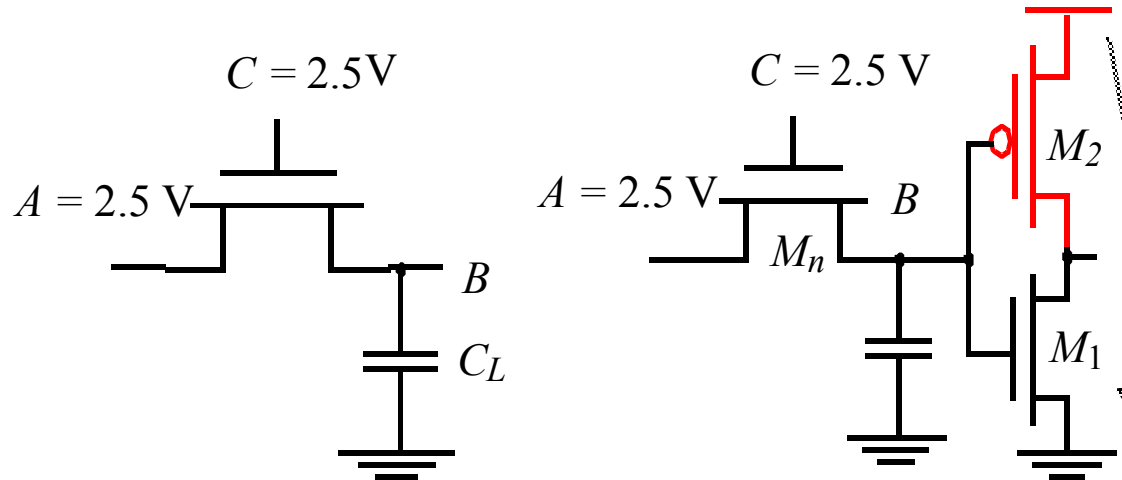 C = 2.5V
A = 2.5 V
B
C_L
C = 2.5 V
A = 2.5 V
B
M_n
M_2
M_1